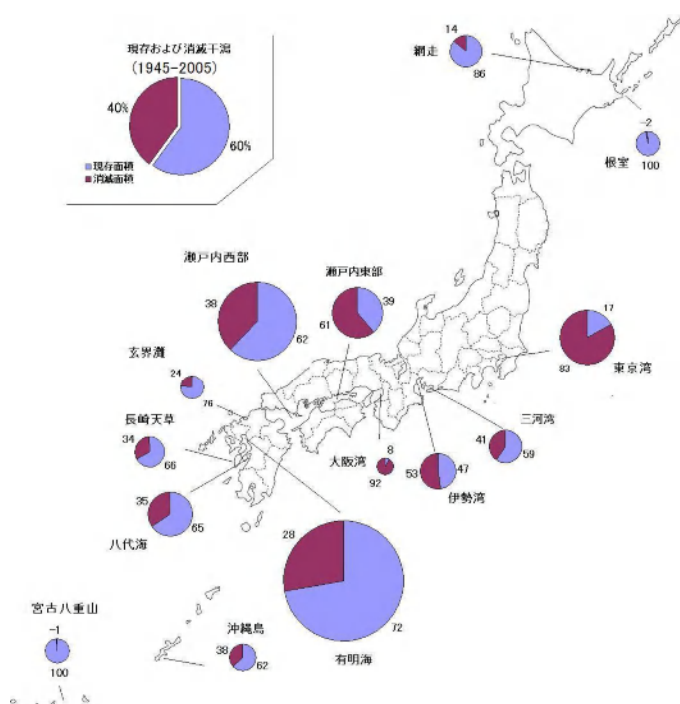 現存および消滅干潟
(1945-2005)
40%
60%
現存面積
消滅面積
14
網走
86
-2
根室
100
瀬戸内西部
38
62
瀬戸内東部
39
61
17
東京湾
83
玄界灘
24
76
長崎天草
34
66
大阪湾
8
92
三河湾
41
59
53
47
伊勢湾
35
八代海
65
28
72
有明海
宮古八重山
-1
100
沖縄島
38
62